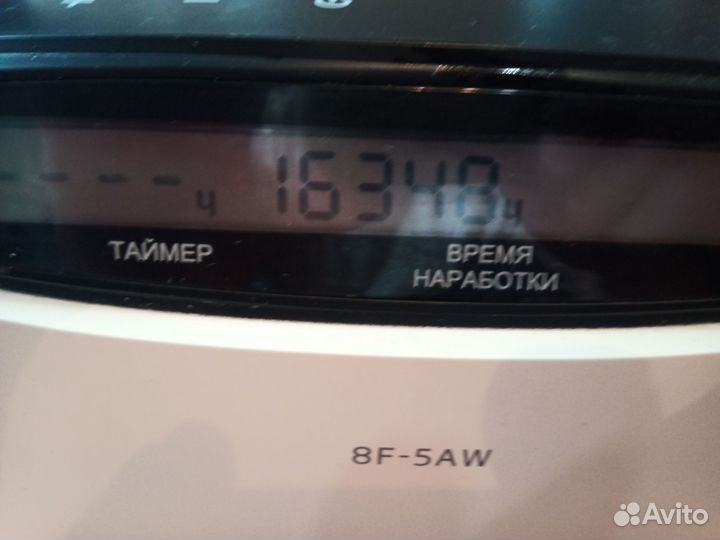 ----ч 16348ч
ТАЙМЕР ВРЕМЯ
НАРАБОТКИ
8F-5AW
Avito